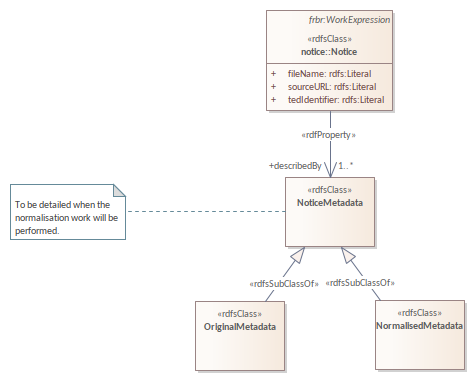 frbr:WorkExpression
«rdfsClass»
notice::Notice
+ fileName: rdfs:Literal
+ sourceURL: rdfs:Literal
+ tedIdentifier: rdfs:Literal
«rdfProperty»
+describedBy 1..*
«rdfsClass»
NoticeMetadata
To be detailed when the
normalisation work will be
performed.
«rdfsSubClassOf» «rdfsSubClassOf»
«rdfsClass»
OriginalMetadata
«rdfsClass»
NormalisedMetadata